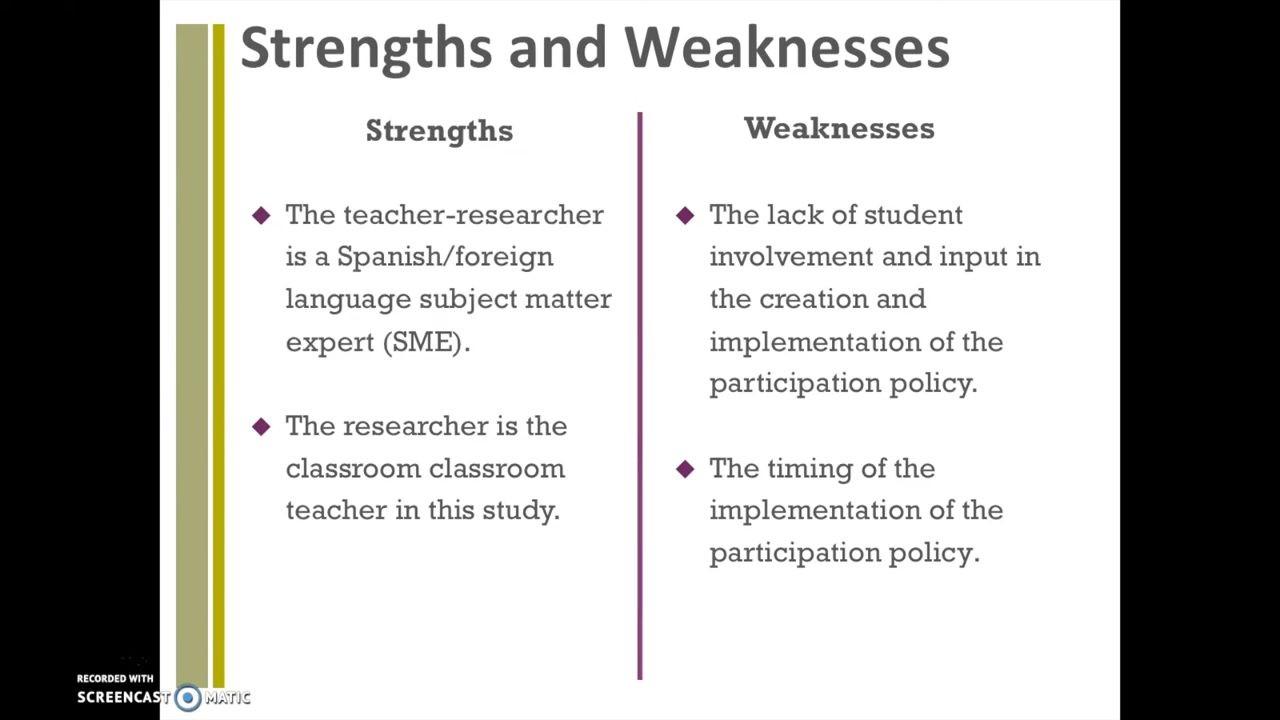 Strengths and Weaknesses
Strengths
◆ The teacher-researcher
is a Spanish/foreign
language subject matter
expert (SME).
◆ The researcher is the
classroom classroom
teacher in this study.
Weaknesses
◆ The lack of student
involvement and input in
the creation and
implementation of the
participation policy.
◆ The timing of the
implementation of the
participation policy.
RECORDED WITH
SCREENCAST MATIC